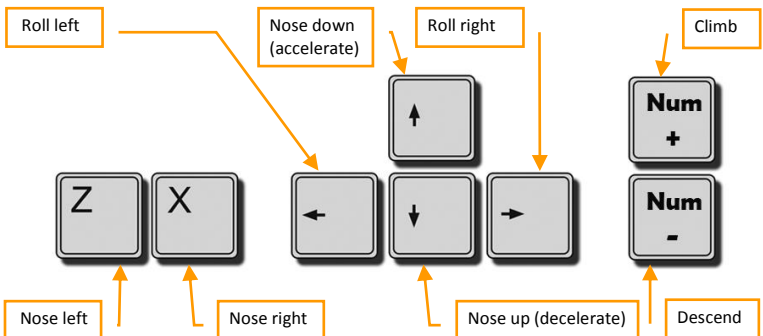 Roll left
Nose down
(accelerate)
Roll right
Climb
Num
+
Z
X
Num
-
Nose left
Nose right
Nose up (decelerate)
Descend